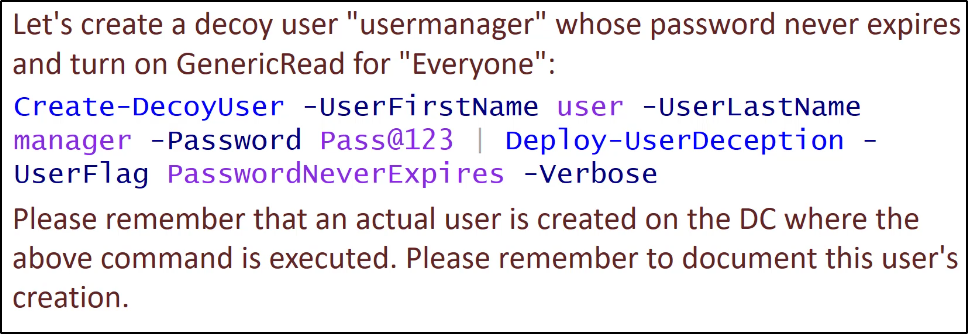 Let's create a decoy user "usermanager" whose password never expires
and turn on GenericRead for "Everyone":
Create-DecoyUser -UserFirstName user -UserLastName
manager -Password Pass@123 | Deploy-UserDeception -
UserFlag PasswordNeverExpires -Verbose
Please remember that an actual user is created on the DC where the
above command is executed. Please remember to document this user's
creation.